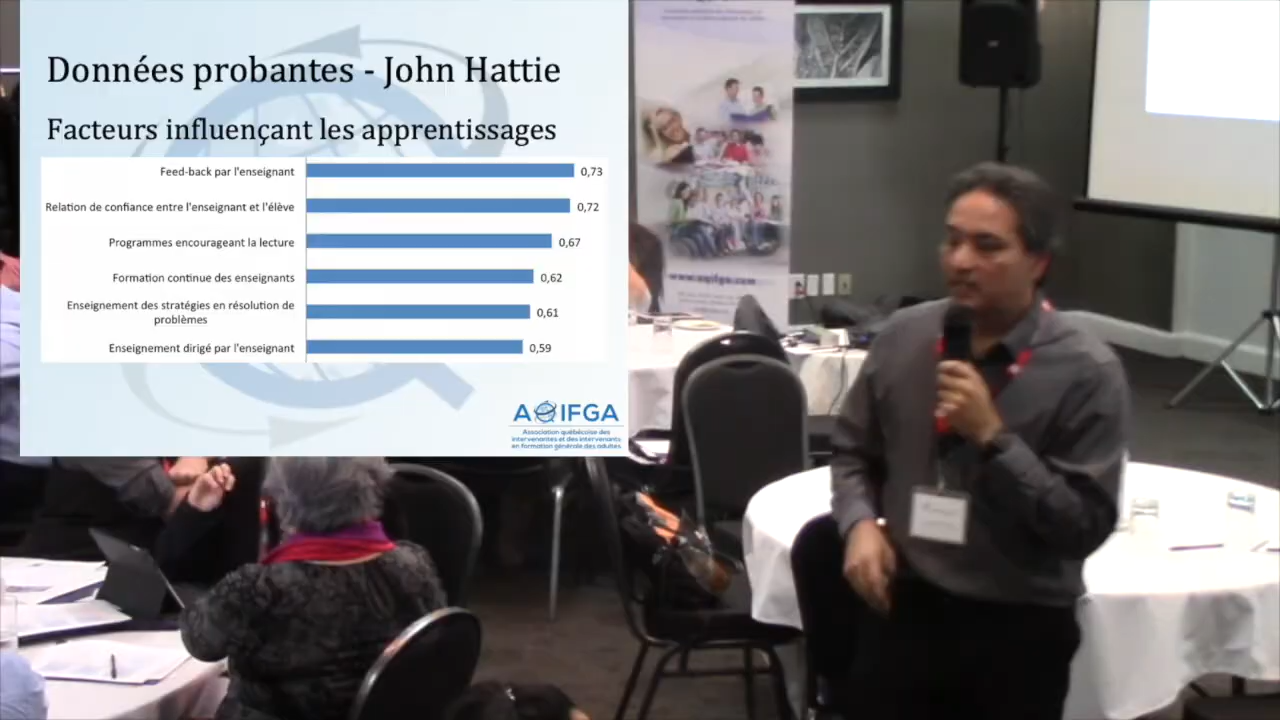 Données probantes - John Hattie
Facteurs influençant les apprentissages
Feed-back par l'enseignant 0,73
Relation de confiance entre l'enseignant et l'élève 0,72
Programmes encourageant la lecture 0,67
Formation continue des enseignants 0,62
Enseignement des stratégies en résolution de
problèmes 0,61
Enseignement dirigé par l'enseignant 0,59
AQIFGA
Association québécoise des
intervenantes et des intervenants
en formation générale des adultes
www.aqifga.com